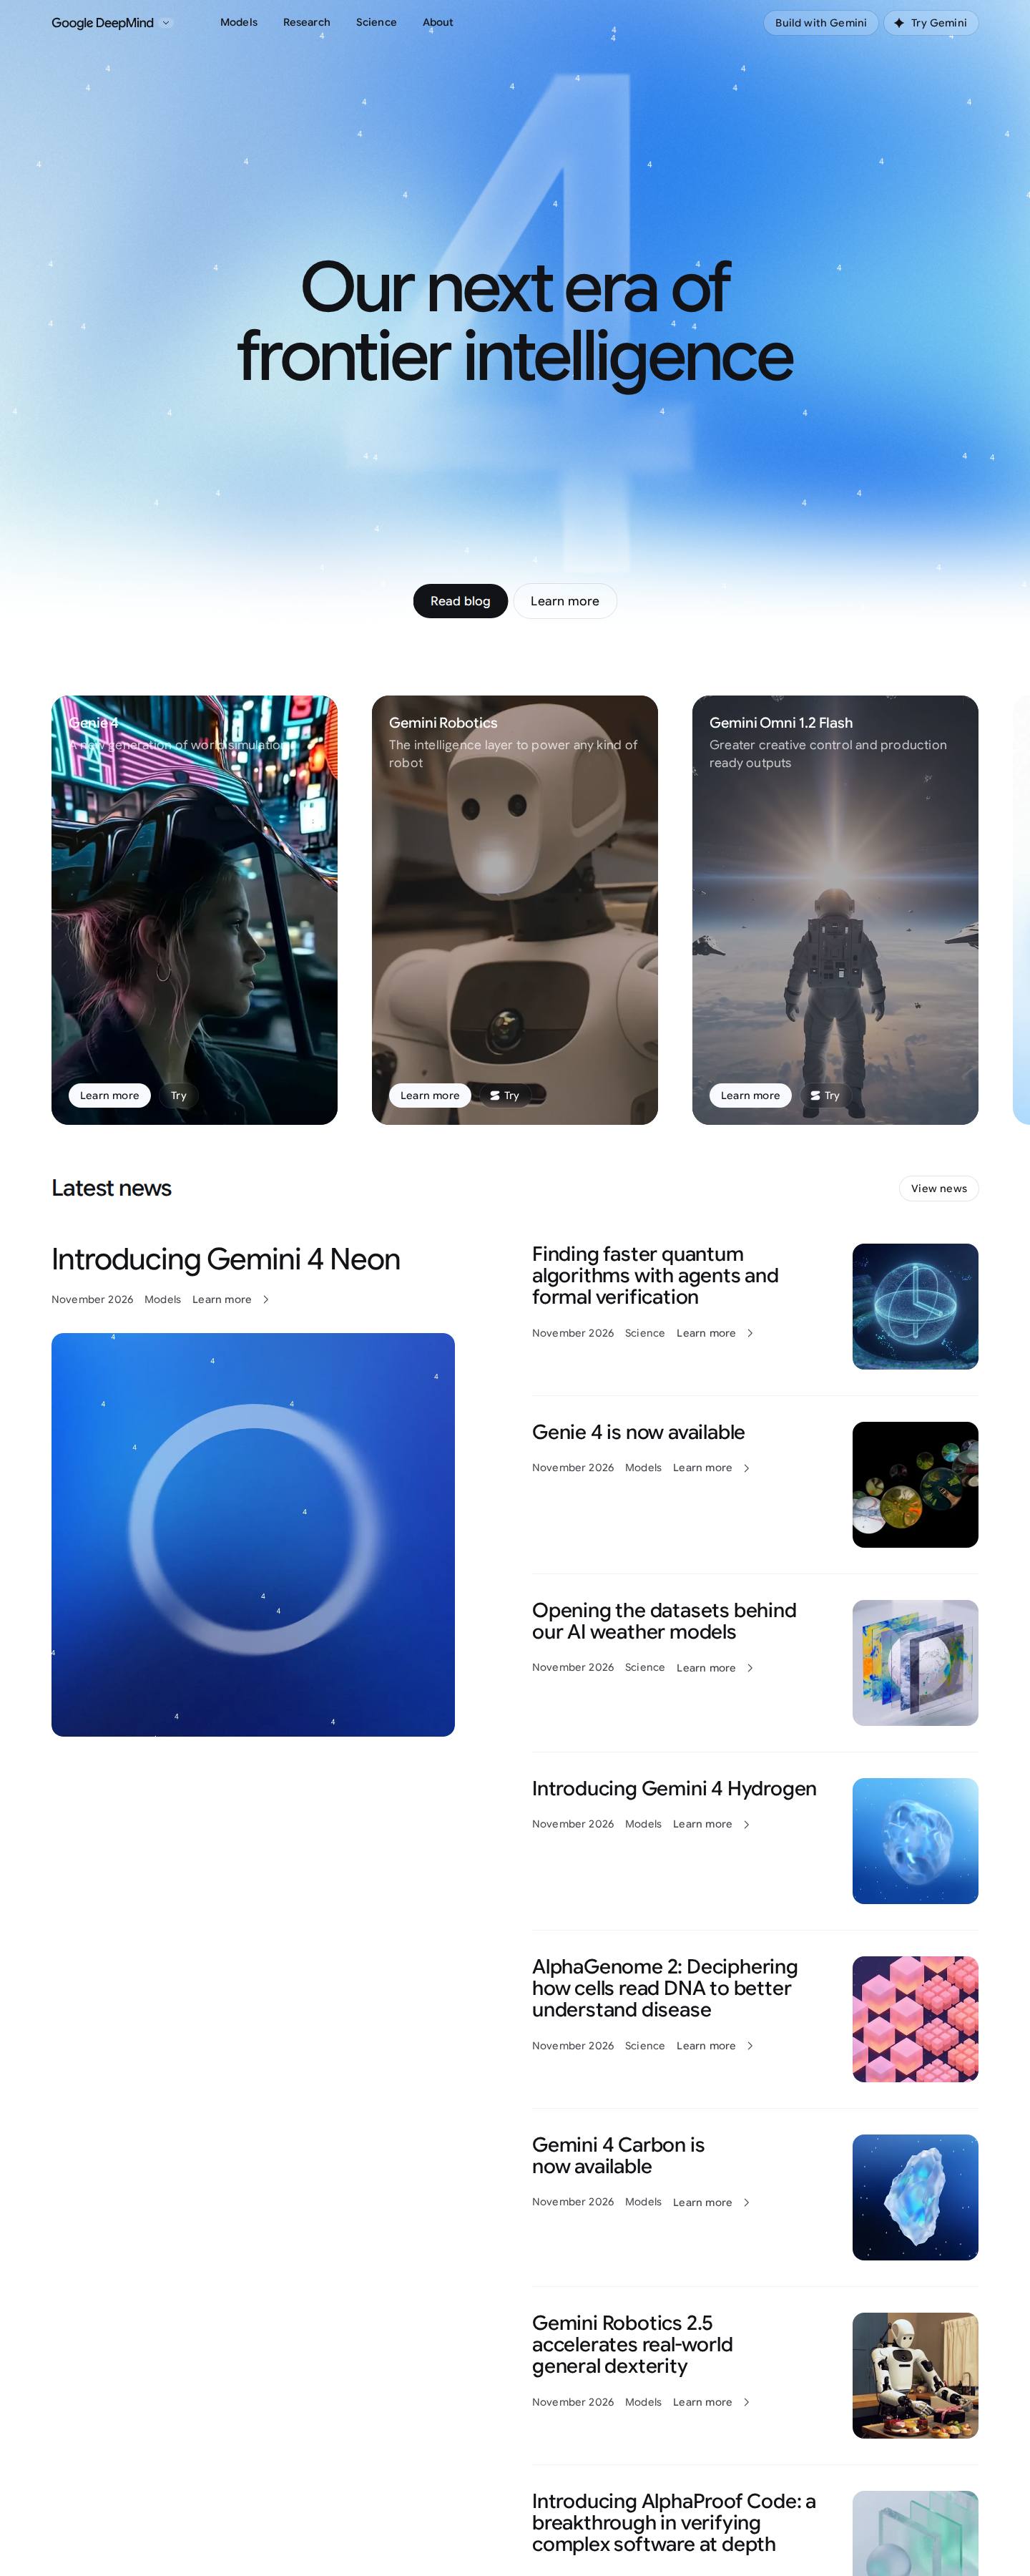 Google DeepMind
Models
Research
Science
About
Build with Gemini
Try Gemini
4
Our next era of
frontier intelligence
Read blog
Learn more
Genie 4
A new generation of world simulation
Learn more
Try
Gemini Robotics
The intelligence layer to power any kind of
robot
Learn more
Try
Gemini Omni 1.2 Flash
Greater creative control and production
ready outputs
Learn more
Try
Latest news
View news
Introducing Gemini 4 Neon
November 2026 Models Learn more
Finding faster quantum
algorithms with agents and
formal verification
November 2026 Science Learn more
Genie 4 is now available
November 2026 Models Learn more
Opening the datasets behind
our AI weather models
November 2026 Science Learn more
Introducing Gemini 4 Hydrogen
November 2026 Models Learn more
AlphaGenome 2: Deciphering
how cells read DNA to better
understand disease
November 2026 Science Learn more
Gemini 4 Carbon is
now available
November 2026 Models Learn more
Gemini Robotics 2.5
accelerates real-world
general dexterity
November 2026 Models Learn more
Introducing AlphaProof Code: a
breakthrough in verifying
complex software at depth